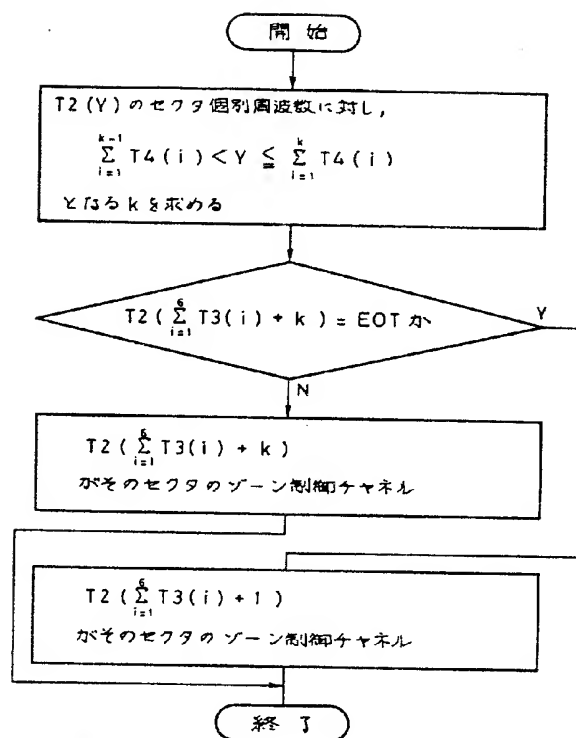 開始
T2(Y)のセクタ個別周波数に対し,
k-1 Σ i=1 T4(i) < Y ≦ k Σ i=1 T4(i)
となるkを求める
T2( 6 Σ i=1 T3(i) + k ) = EOTか
Y
N
T2( 6 Σ i=1 T3(i) + k )
がそのセクタのゾーン制御チャネル
T2( 6 Σ i=1 T3(i) + 1 )
がそのセクタのゾーン制御チャネル
終了